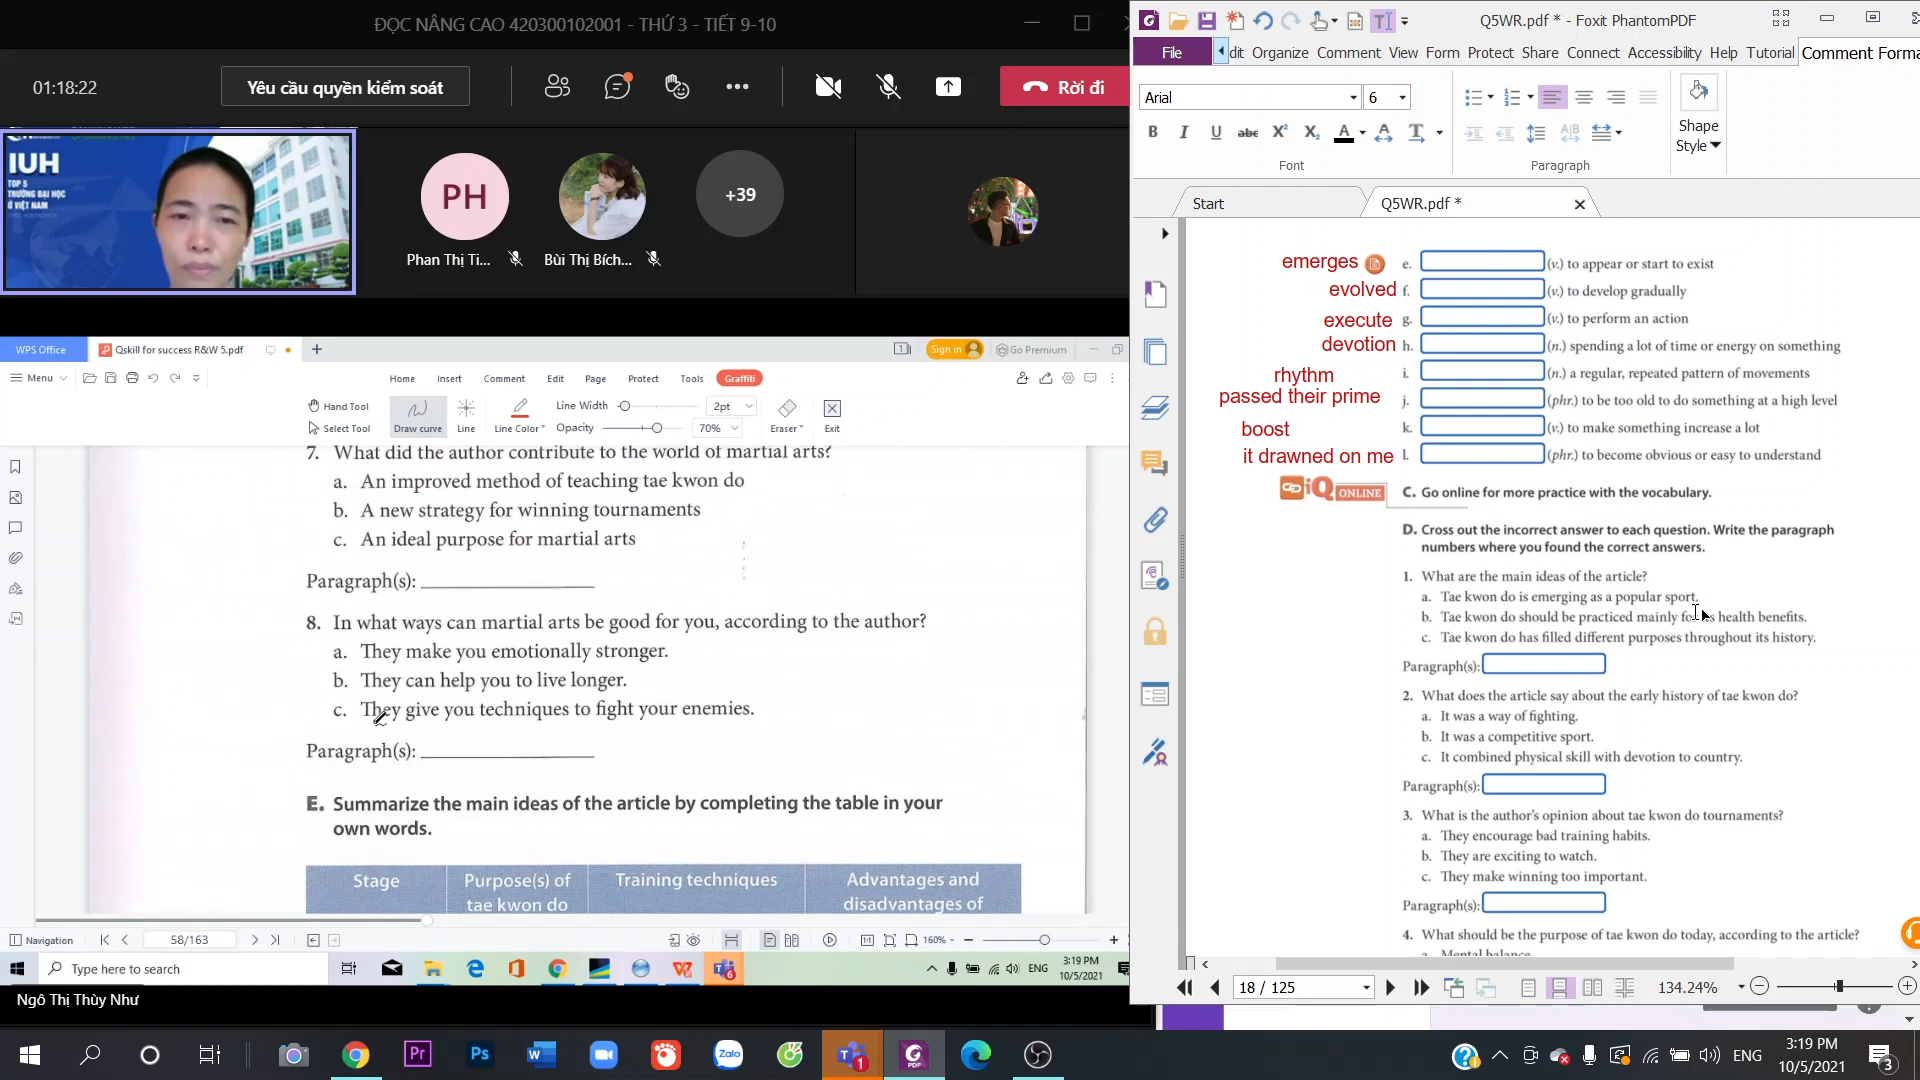 ĐỌC NÂNG CAO 420300102001 - THỨ 3 - TIẾT 9-10
01:18:22
Yêu cầu quyền kiểm soát
Rời đi
IUH
TOP 5
TRƯỜNG ĐẠI HỌC
Ở VIỆT NAM
PH
+39
Phan Thị Ti...
Bùi Thị Bích...
WPS Office
Qskill for success R&W 5.pdf
1
Sign in
Go Premium
Menu
Home
Insert
Comment
Edit
Page
Protect
Tools
Graffiti
Hand Tool
Select Tool
Draw curve
Line
Line Color
Line Width
2pt
Opacity
70%
Eraser
Exit
7. What did the author contribute to the world of martial arts?
a. An improved method of teaching tae kwon do
b. A new strategy for winning tournaments
c. An ideal purpose for martial arts
Paragraph(s):
8. In what ways can martial arts be good for you, according to the author?
a. They make you emotionally stronger.
b. They can help you to live longer.
c. They give you techniques to fight your enemies.
Paragraph(s):
E. Summarize the main ideas of the article by completing the table in your
own words.
Stage
Purpose(s) of
tae kwon do
Training techniques
Advantages and
disadvantages of
Navigation
58/163
160%
Type here to search
6
ENG
3:19 PM
10/5/2021
Ngô Thị Thùy Như
Q5WR.pdf * - Foxit PhantomPDF
File
dit
Organize
Comment
View
Form
Protect
Share
Connect
Accessibility
Help
Tutorial
Comment Forma
Arial
6
Font
Paragraph
Shape
Style
Start
Q5WR.pdf *
emerges e. (v.) to appear or start to exist
evolved f. (v.) to develop gradually
execute g. (v.) to perform an action
devotion h. (n.) spending a lot of time or energy on something
rhythm i. (n.) a regular, repeated pattern of movements
passed their prime j. (phr.) to be too old to do something at a high level
boost k. (v.) to make something increase a lot
it drawned on me l. (phr.) to become obvious or easy to understand
iQ ONLINE
C. Go online for more practice with the vocabulary.
D. Cross out the incorrect answer to each question. Write the paragraph
numbers where you found the correct answers.
1. What are the main ideas of the article?
a. Tae kwon do is emerging as a popular sport.
b. Tae kwon do should be practiced mainly fo s health benefits.
c. Tae kwon do has filled different purposes throughout its history.
Paragraph(s):
2. What does the article say about the early history of tae kwon do?
a. It was a way of fighting.
b. It was a competitive sport.
c. It combined physical skill with devotion to country.
Paragraph(s):
3. What is the author's opinion about tae kwon do tournaments?
a. They encourage bad training habits.
b. They are exciting to watch.
c. They make winning too important.
Paragraph(s):
4. What should be the purpose of tae kwon do today, according to the article?
a. Mental balance
18 / 125
134.24%
Pr
Ps
Zalo
1
ENG
3:19 PM
10/5/2021
3